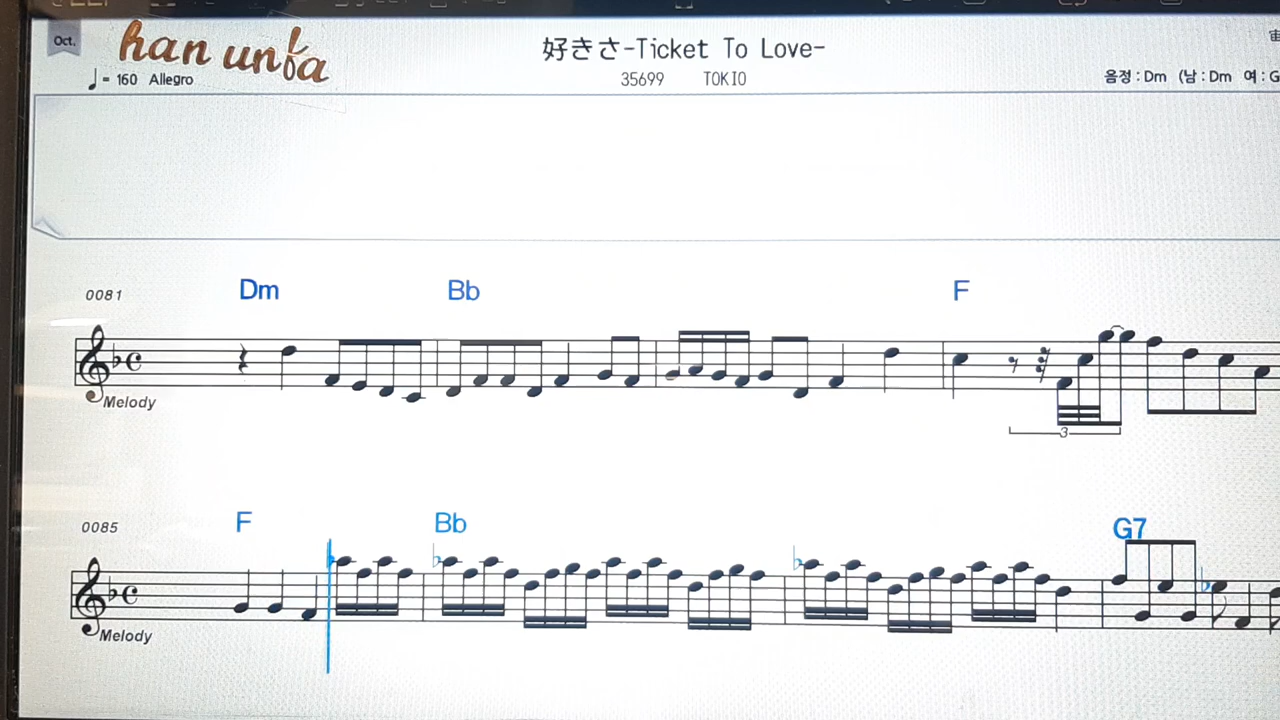 Oct.
han unfa
好きさ-Ticket To Love-
♩= 160 Allegro
35699 TOKIO
음정 : Dm (남 : Dm 여 : G
0081
Dm Bb F
Melody
3
0085
F Bb G7
Melody